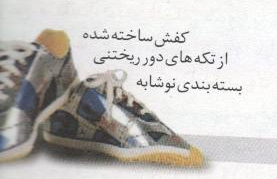 کفش ساخته شده
از تکه های دور ریختنی
بسته بندی نوشابه